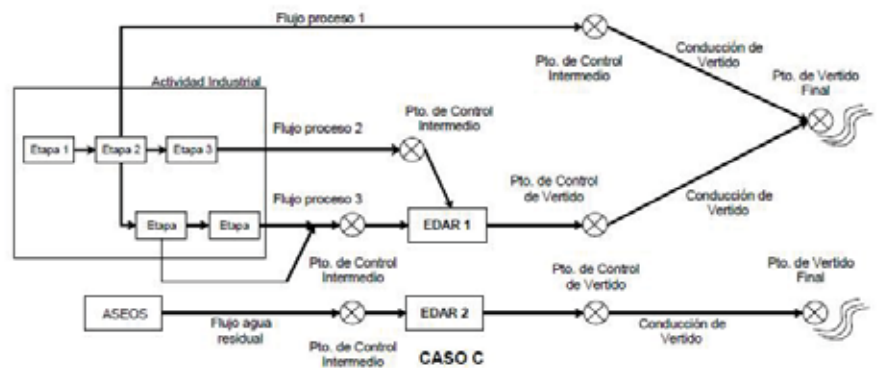 Flujo proceso 1
Pto. de Control
Intermedio
Conducción de
Vertido
Pto. de Vertido
Final
Actividad Industrial
Pto. de Control
Intermedio
Flujo proceso 2
Etapa 1
Etapa 2
Etapa 3
Pto. de Control
de Vertido
Flujo proceso 3
Etapa
Etapa
EDAR 1
Conducción de
Vertido
Pto. de Control
Intermedio
Pto. de Control
de Vertido
Pto. de Vertido
Final
ASEOS
Flujo agua
residual
EDAR 2
Conducción de
Vertido
Pto. de Control
Intermedio
CASO C